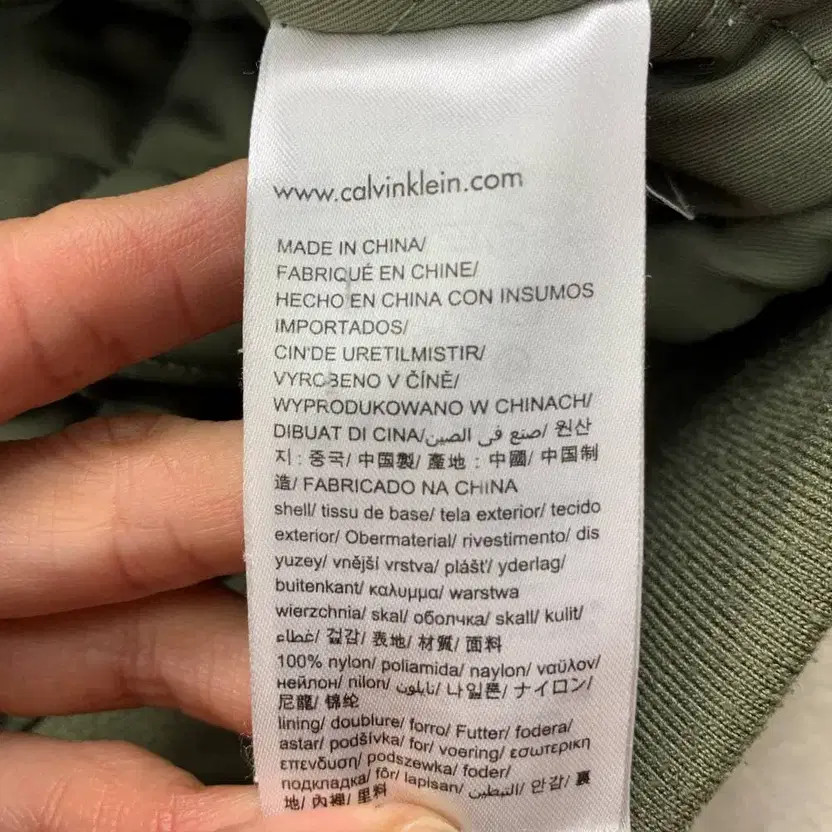 www.calvinklein.com
MADE IN CHINA/
FABRIQUÉ EN CHINE/
HECHO EN CHINA CON INSUMOS
IMPORTADOS/
CIN'DE URETILMISTIR/
VYROBENO V ČÍNĚ/
WYPRODUKOWANO W CHINACH/
DIBUAT DI CINA/صنع في الصين/ 원산
지 : 중국/ 中国製/ 產地 : 中國/ 中国制
造/ FABRICADO NA CHINA
shell/ tissu de base/ tela exterior/ tecido
exterior/ Obermaterial/ rivestimento/ dis
yuzey/ vnější vrstva/ plášť/ yderlag/
buitenkant/ καλυμμα/ warstwa
wierzchnia/ skal/ оболчка/ skall/ kulit/
غطاء/ 겉감/ 表地/ 材質/ 面料
100% nylon/ poliamida/ naylon/ ναϋλον/
нейлон/ nilon/ نايلون/ 나일론/ ナイロン/
尼龍/ 锦纶
lining/ doublure/ forro/ Futter/ fodera/
astar/ podšívka/ for/ voering/ εσωτερικη
επενδυση/ podszewka/ foder/
подкладка/ fôr/ lapisan/ التبطين/ 안감/ 裏
地/ 內裡/ 里料